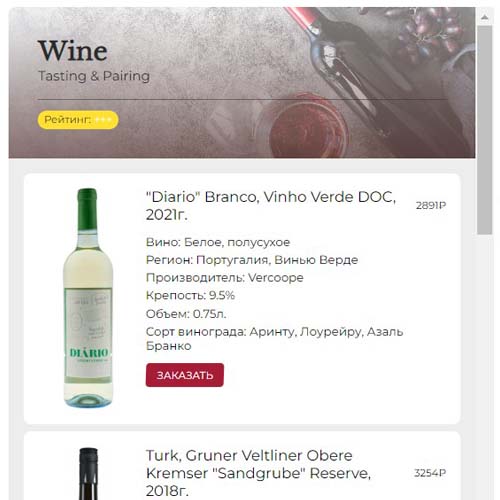 Wine
Tasting & Pairing
Рейтинг:
"Diario" Branco, Vinho Verde DOC,
2021г.
2891Р
Вино: Белое, полусухое
Регион: Португалия, Винью Верде
Производитель: Vercoope
Крепость: 9.5%
Объем: 0.75л.
Сорт винограда: Аринту, Лоурейру, Азаль
Бранко
DIÁRIO
ЗАКАЗАТЬ
Turk, Gruner Veltliner Obere
Kremser "Sandgrube" Reserve,
2018г.
3254Р